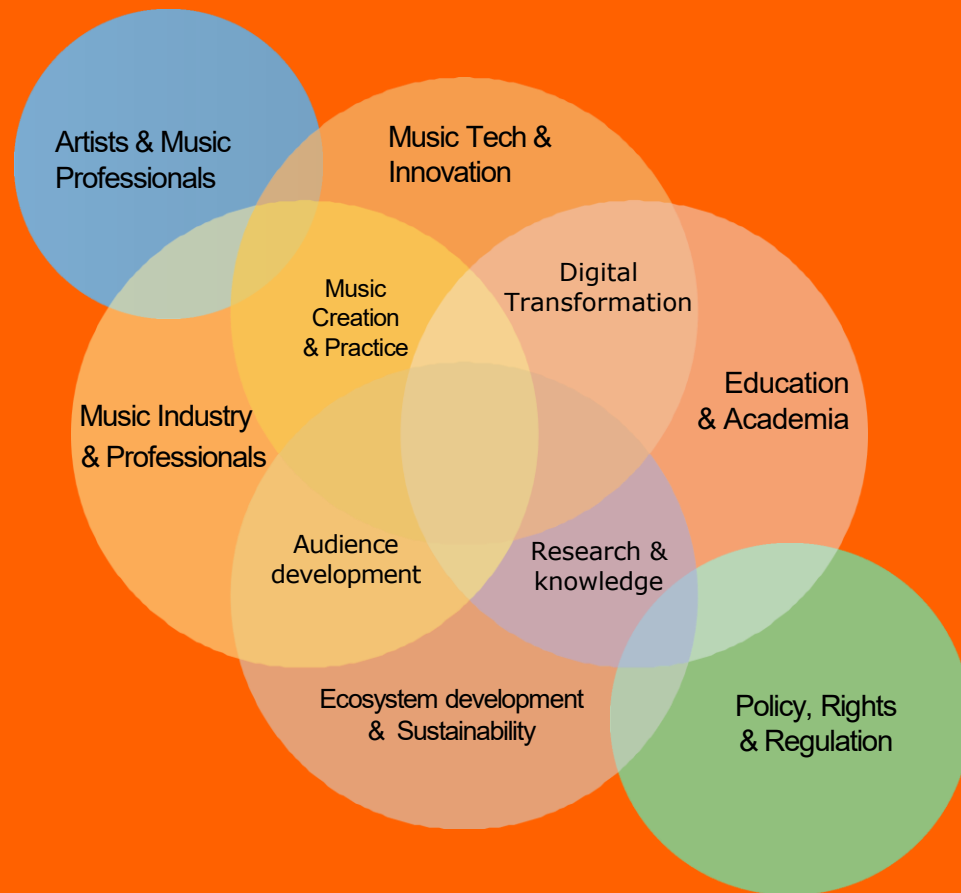 Artists & Music
Professionals
Music Tech &
Innovation
Music
Creation
& Practice
Digital
Transformation
Education
& Academia
Music Industry
& Professionals
Audience
development
Research &
knowledge
Ecosystem development
& Sustainability
Policy, Rights
& Regulation